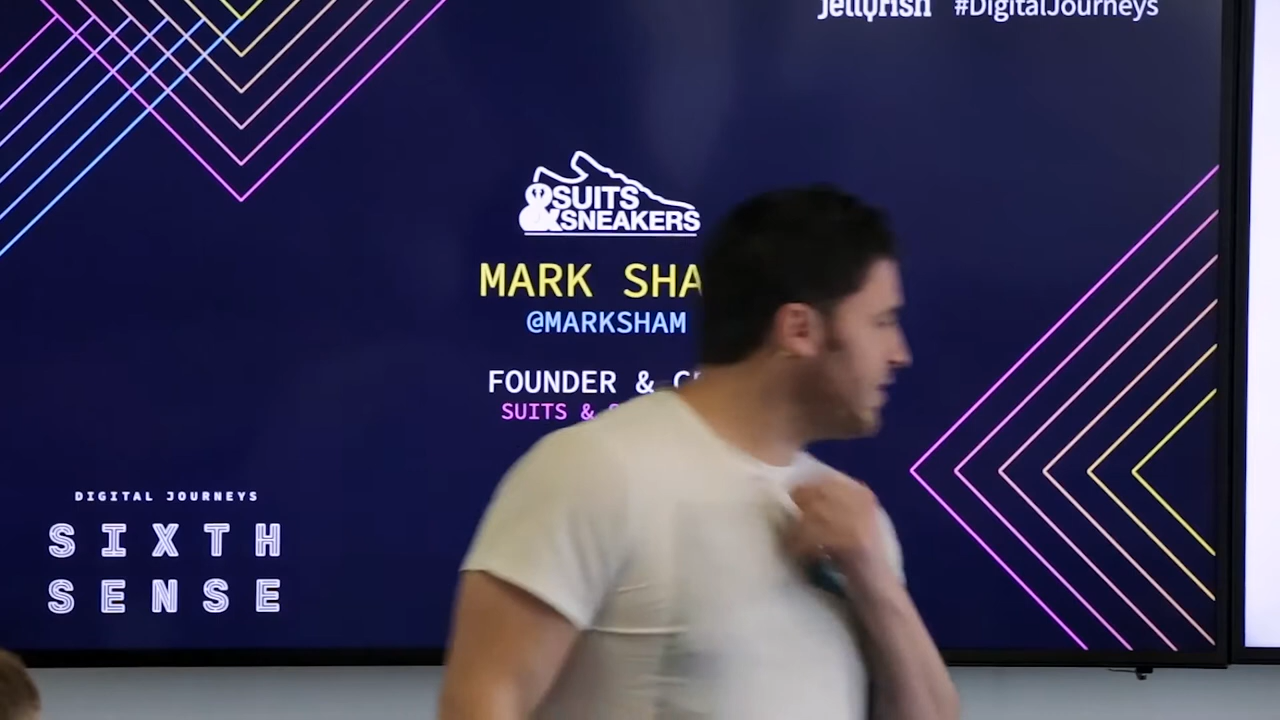 Jellyfish #DigitalJourneys
&SUITS
&SNEAKERS
MARK SHA
@MARKSHAM
FOUNDER &
SUITS &
DIGITAL JOURNEYS
SIXTH
SENSE